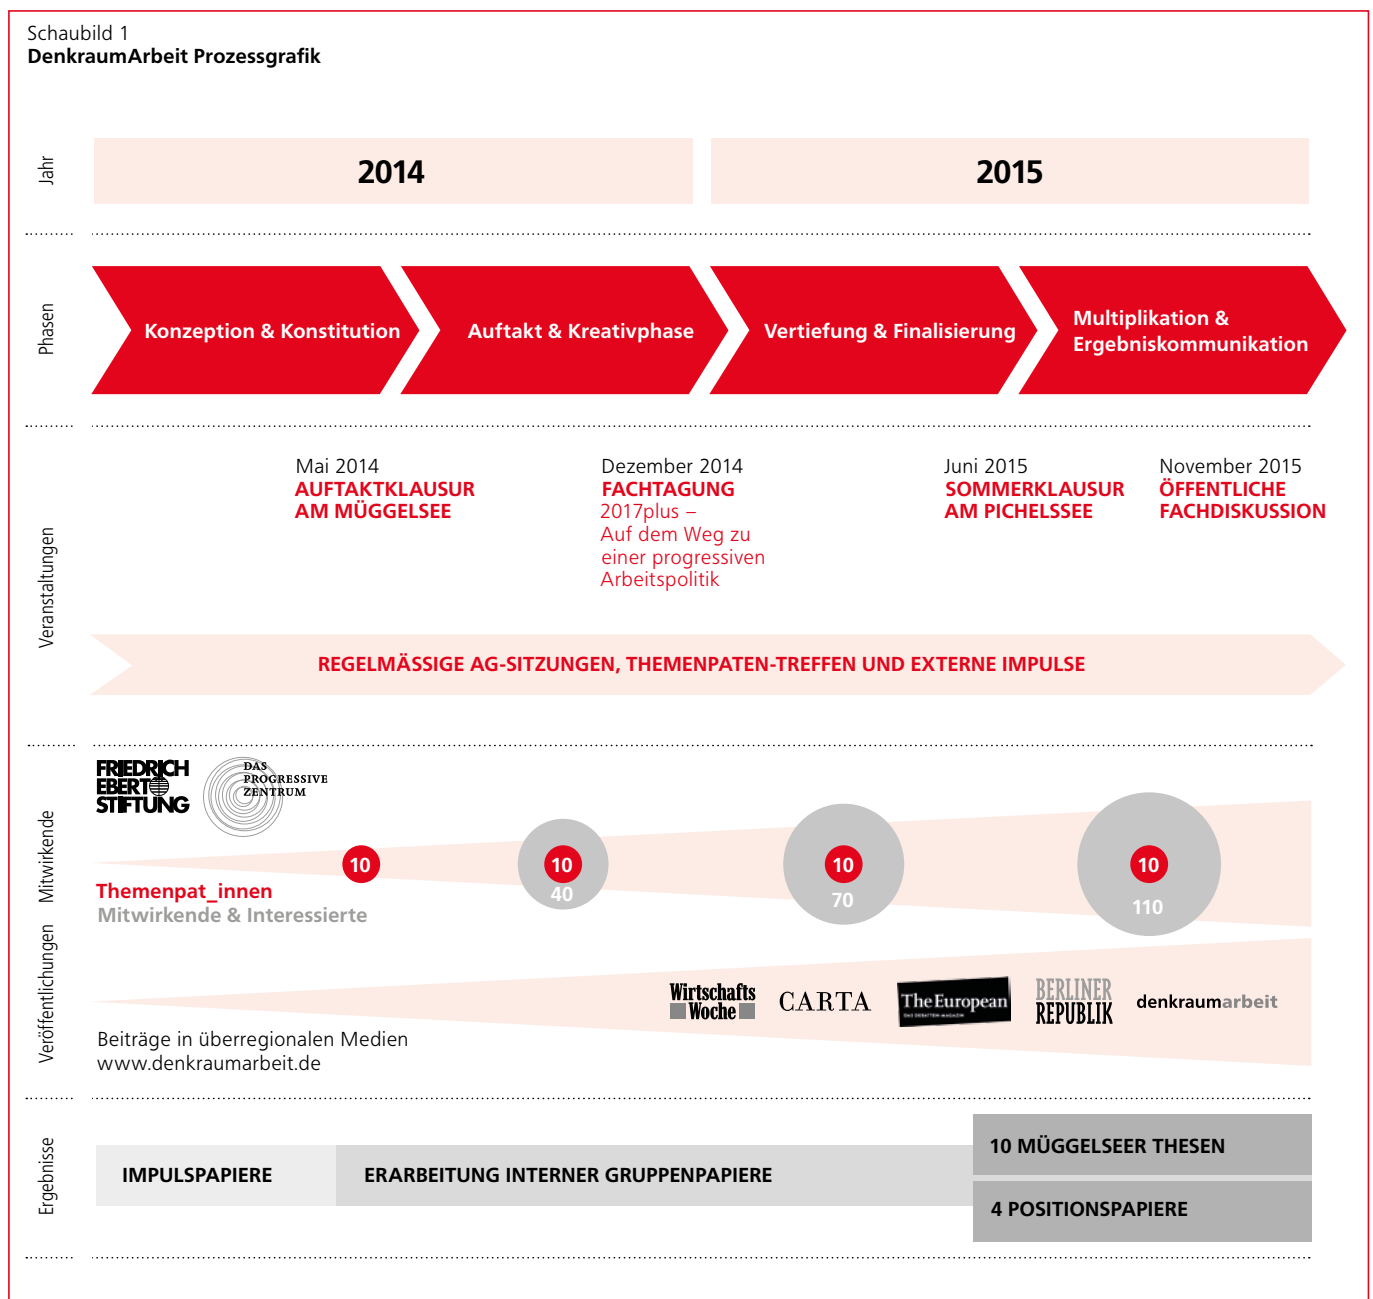 Schaubild 1
DenkraumArbeit Prozessgrafik
Jahr
2014
2015
Phasen
Konzeption & Konstitution
Auftakt & Kreativphase
Vertiefung & Finalisierung
Multiplikation &
Ergebniskommunikation
Veranstaltungen
Mai 2014
AUFTAKTKLAUSUR
AM MÜGGELSEE
Dezember 2014
FACHTAGUNG
2017plus –
Auf dem Weg zu
einer progressiven
Arbeitspolitik
Juni 2015
SOMMERKLAUSUR
AM PICHELSSEE
November 2015
ÖFFENTLICHE
FACHDISKUSSION
REGELMÄSSIGE AG-SITZUNGEN, THEMENPATEN-TREFFEN UND EXTERNE IMPULSE
Mitwirkende
FRIEDRICH
EBERT
STIFTUNG
DAS
PROGRESSIVE
ZENTRUM
10
10
40
10
70
10
110
Themenpat_innen
Mitwirkende & Interessierte
Veröffentlichungen
Wirtschafts
Woche
CARTA
The European
DAS DEBATTEN-MAGAZIN
BERLINER
REPUBLIK
denkraumarbeit
Beiträge in überregionalen Medien
www.denkraumarbeit.de
Ergebnisse
IMPULSPAPIERE
ERARBEITUNG INTERNER GRUPPENPAPIERE
10 MÜGGELSEER THESEN
4 POSITIONSPAPIERE